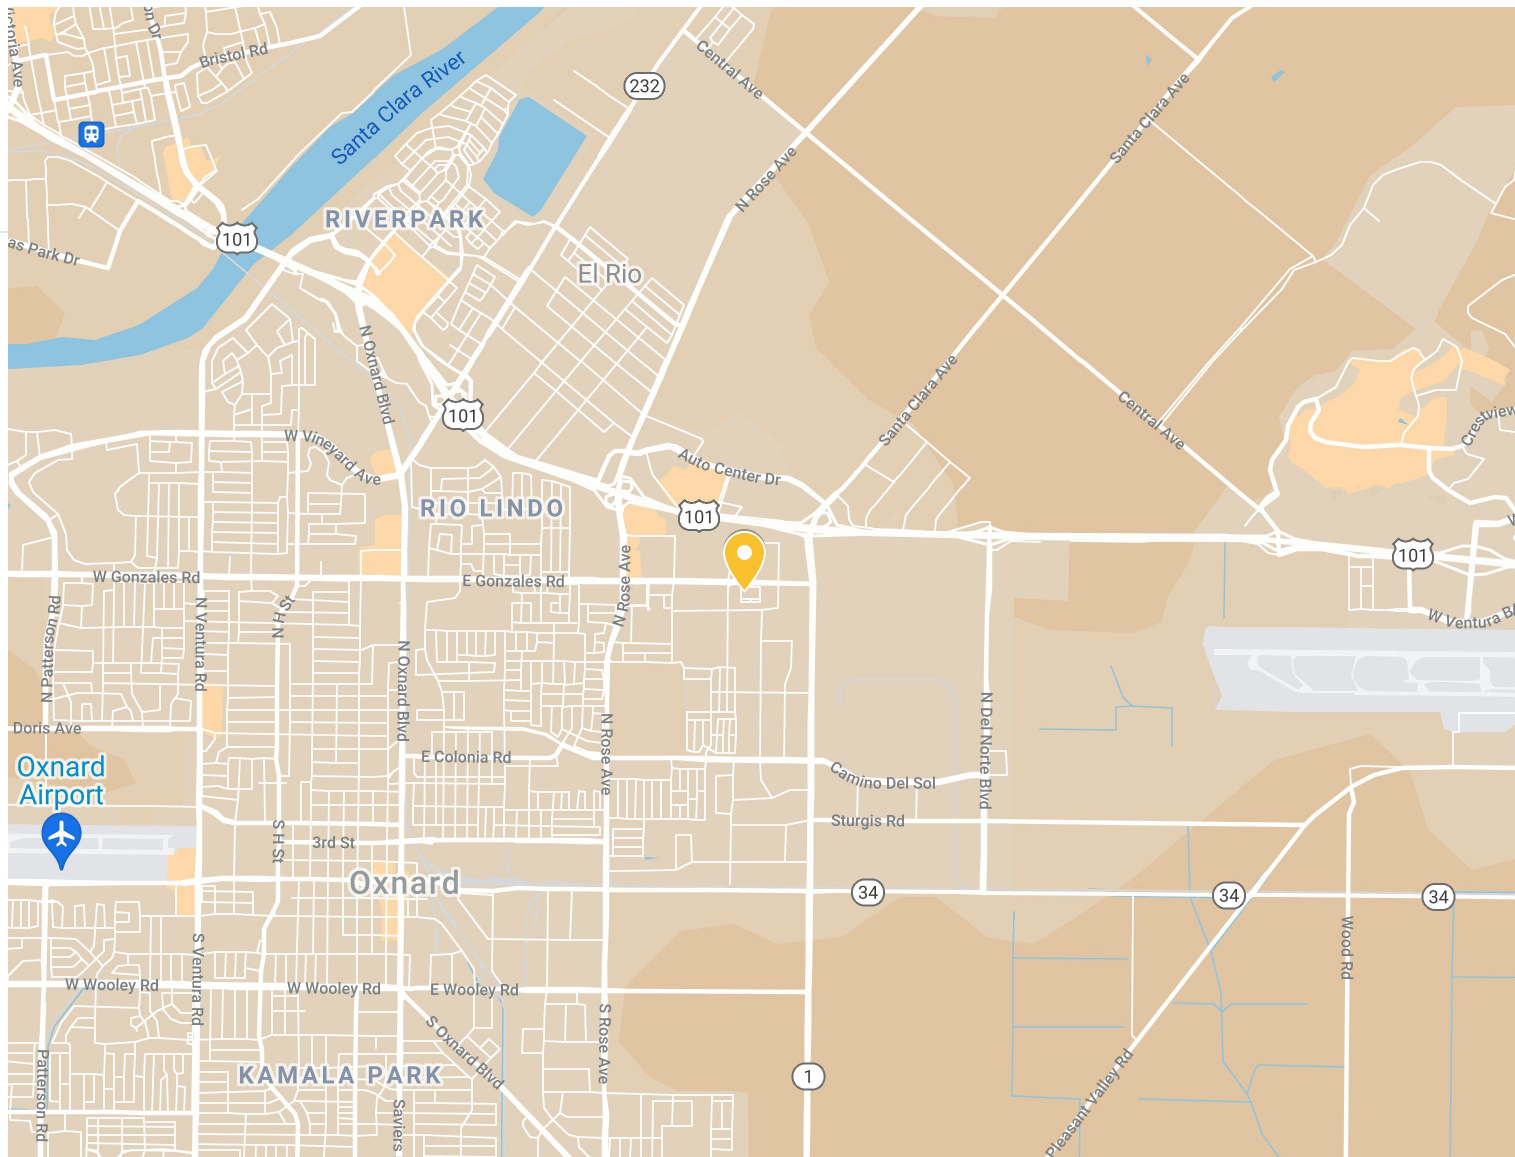 Bristol Rd
Santa Clara River
232
Central Ave
Santa Clara Ave
N Rose Ave
RIVERPARK
101
as Park Dr
El Rio
N Oxnard Blvd
101
Santa Clara Ave
Central Ave
Crestview
W Vineyard Ave
Auto Center Dr
RIO LINDO
101
101
W Gonzales Rd
E Gonzales Rd
N Rose Ave
N Patterson Rd
N Ventura Rd
N H St
W Ventura B
N Oxnard Blvd
N Del Norte Blvd
Doris Ave
E Colonia Rd
N Rose Ave
Oxnard
Airport
Camino Del Sol
Sturgis Rd
S H St
3rd St
Oxnard
34
34
34
S Ventura Rd
Wood Rd
W Wooley Rd
W Wooley Rd
E Wooley Rd
S Oxnard Blvd
S Rose Ave
KAMALA PARK
1
Patterson Rd
Saviers
Pleasant Valley Rd